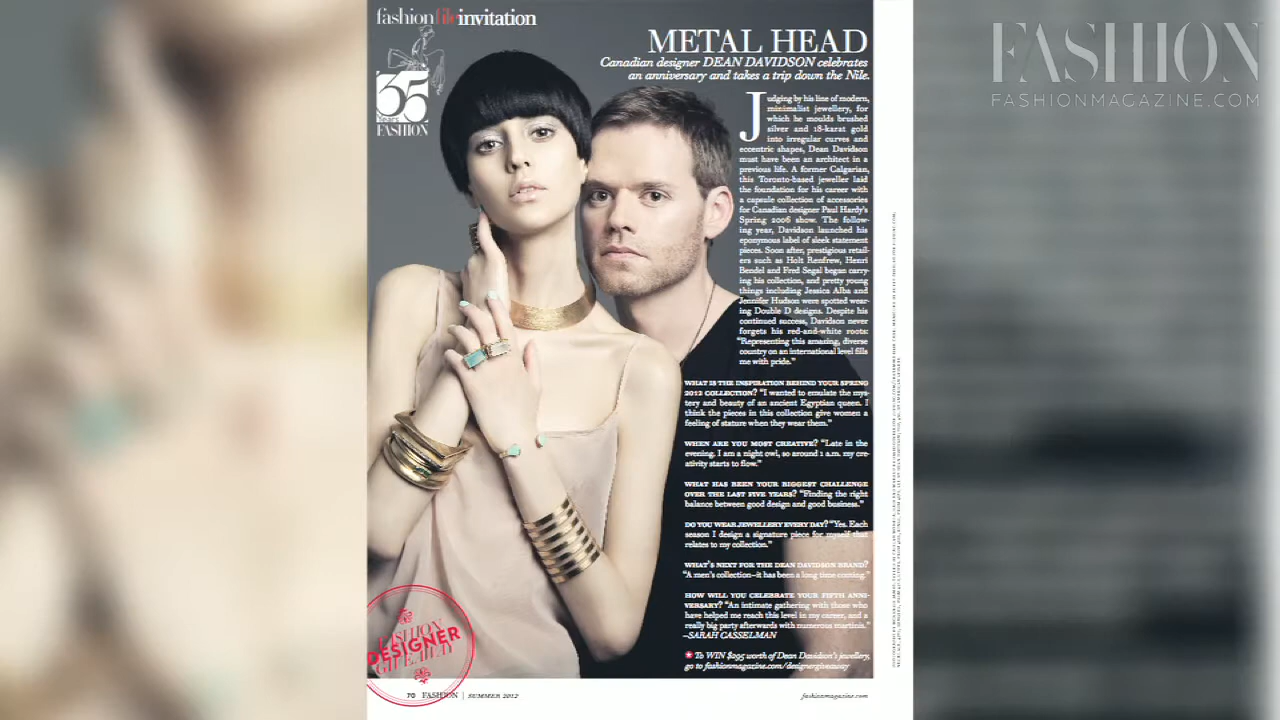 fashionfileinvitation
35
years
FASHION
METAL HEAD
Canadian designer DEAN DAVIDSON celebrates
an anniversary and takes a trip down the Nile.
Judging by his line of modern,
minimalist jewellery, for
which he moulds brushed
silver and 18-karat gold
into irregular curves and
eccentric shapes, Dean Davidson
must have been an architect in a
previous life. A former Calgarian,
this Toronto-based jeweller laid
the foundation for his career with
a capsule collection of accessories
for Canadian designer Paul Hardy's
Spring 2006 show. The follow-
ing year, Davidson launched his
eponymous label of sleek statement
pieces. Soon after, prestigious retail-
ers such as Holt Renfrew, Henri
Bendel and Fred Segal began carry-
ing his collection, and pretty young
things including Jessica Alba and
Jennifer Hudson were spotted wear-
ing Double D designs. Despite his
continued success, Davidson never
forgets his red-and-white roots:
"Representing this amazing, diverse
country on an international level fills
me with pride."
WHAT IS THE INSPIRATION BEHIND YOUR SPRING
2012 COLLECTION? "I wanted to emulate the mys-
tery and beauty of an ancient Egyptian queen. I
think the pieces in this collection give women a
feeling of stature when they wear them."
WHEN ARE YOU MOST CREATIVE? "Late in the
evening. I am a night owl, so around 1 a.m. my cre-
ativity starts to flow."
WHAT HAS BEEN YOUR BIGGEST CHALLENGE
OVER THE LAST FIVE YEARS? "Finding the right
balance between good design and good business."
DO YOU WEAR JEWELLERY EVERY DAY? "Yes. Each
season I design a signature piece for myself that
relates to my collection."
WHAT'S NEXT FOR THE DEAN DAVIDSON BRAND?
"A men's collection—it has been a long time coming."
HOW WILL YOU CELEBRATE YOUR FIFTH ANNI-
VERSARY? "An intimate gathering with those who
have helped me reach this level in my career, and a
really big party afterwards with numerous martinis."
—SARAH CASSELMAN
To WIN $295 worth of Dean Davidson's jewellery,
go to fashionmagazine.com/designergiveaway
FASHION
DESIGNER
GIVEAWAY
70 FASHION | SUMMER 2012
fashionmagazine.com
FASHION
FASHIONMAGAZINE.COM